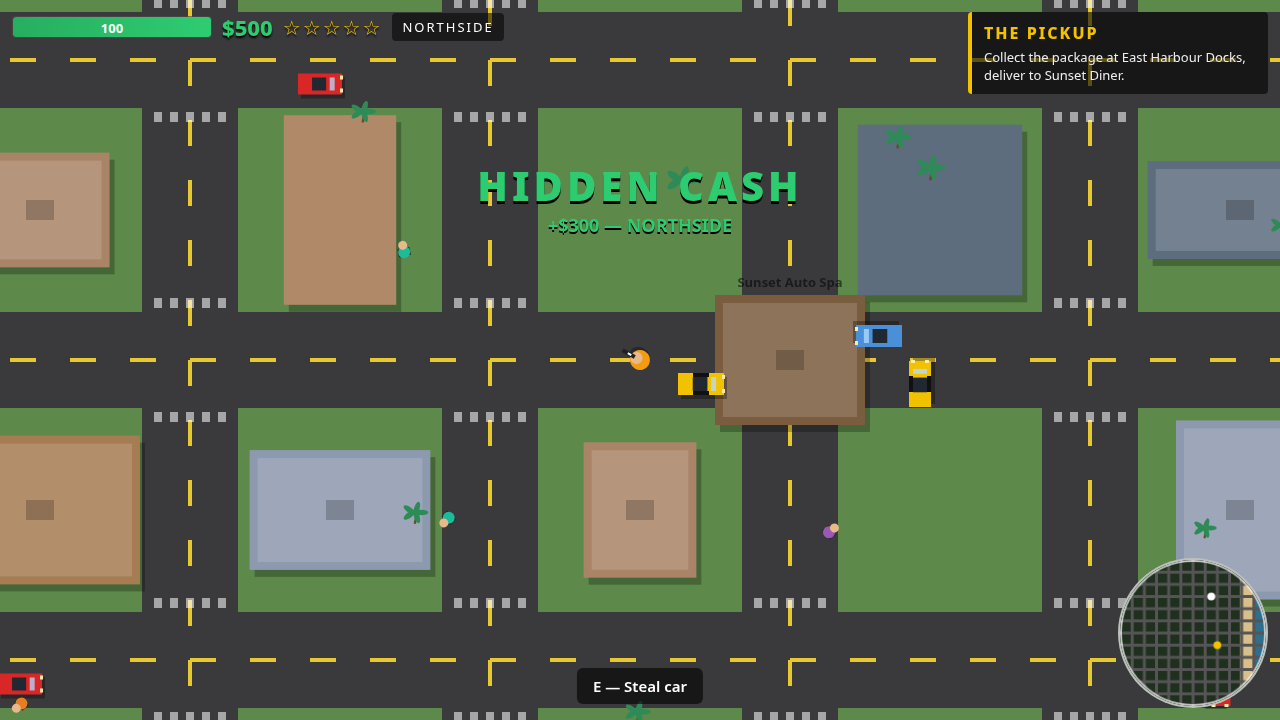 100
$500
☆☆☆☆☆
NORTHSIDE
THE PICKUP
Collect the package at East Harbour Docks,
deliver to Sunset Diner.
HIDDEN CASH
+$300 — NORTHSIDE
Sunset Auto Spa
E — Steal car